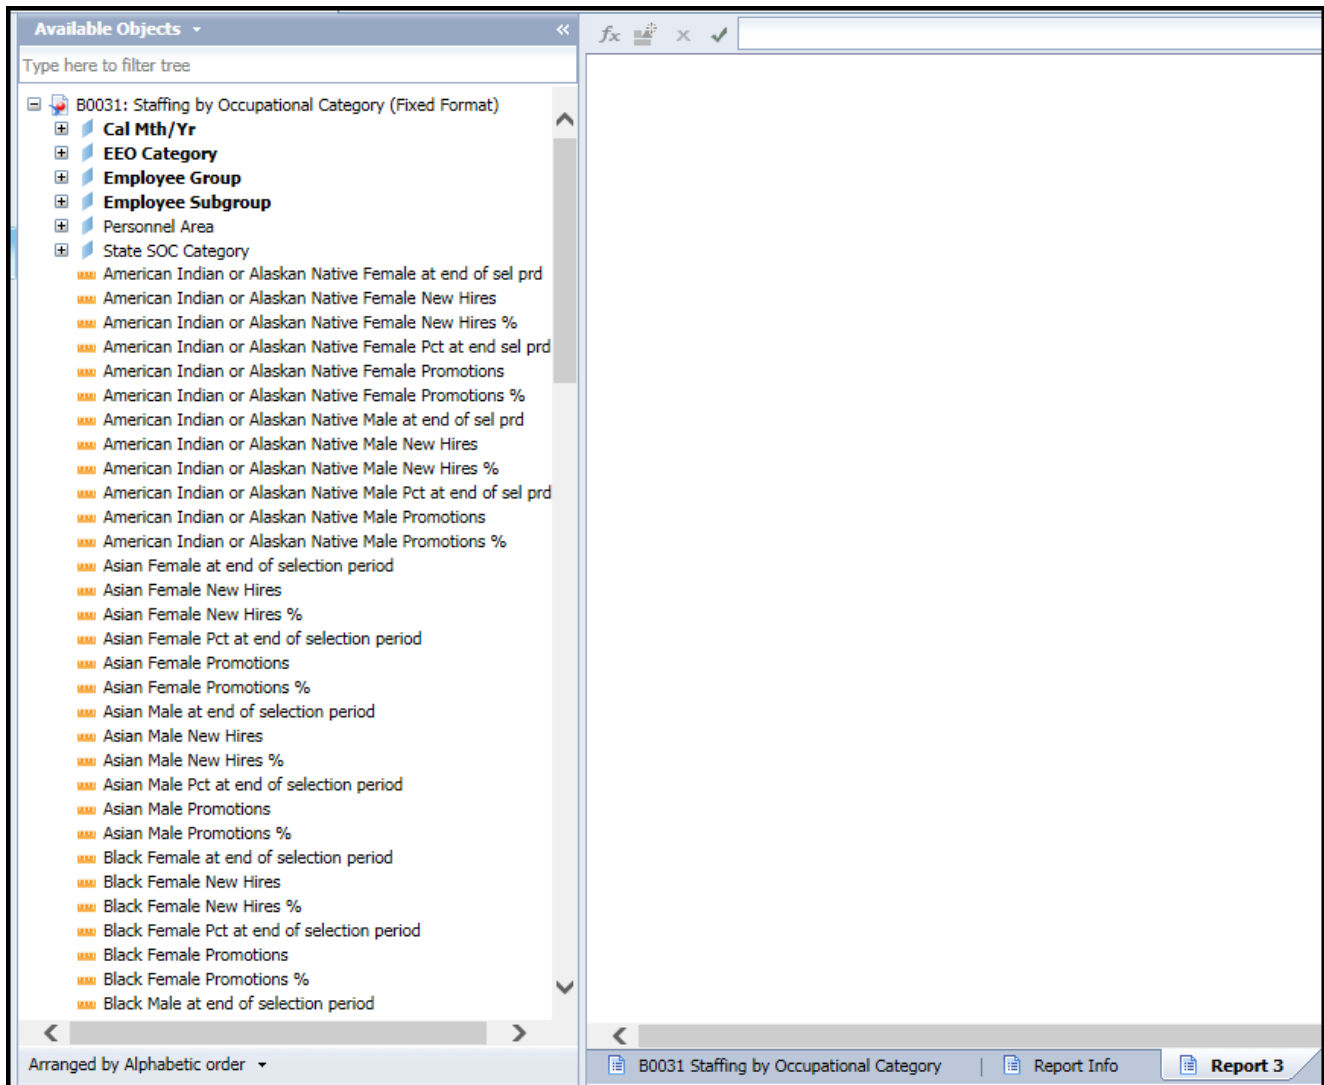 Available Objects
Type here to filter tree
B0031: Staffing by Occupational Category (Fixed Format)
Cal Mth/Yr
EEO Category
Employee Group
Employee Subgroup
Personnel Area
State SOC Category
American Indian or Alaskan Native Female at end of sel prd
American Indian or Alaskan Native Female New Hires
American Indian or Alaskan Native Female New Hires %
American Indian or Alaskan Native Female Pct at end sel prd
American Indian or Alaskan Native Female Promotions
American Indian or Alaskan Native Female Promotions %
American Indian or Alaskan Native Male at end of sel prd
American Indian or Alaskan Native Male New Hires
American Indian or Alaskan Native Male New Hires %
American Indian or Alaskan Native Male Pct at end of sel prd
American Indian or Alaskan Native Male Promotions
American Indian or Alaskan Native Male Promotions %
Asian Female at end of selection period
Asian Female New Hires
Asian Female New Hires %
Asian Female Pct at end of selection period
Asian Female Promotions
Asian Female Promotions %
Asian Male at end of selection period
Asian Male New Hires
Asian Male New Hires %
Asian Male Pct at end of selection period
Asian Male Promotions
Asian Male Promotions %
Black Female at end of selection period
Black Female New Hires
Black Female New Hires %
Black Female Pct at end of selection period
Black Female Promotions
Black Female Promotions %
Black Male at end of selection period
Arranged by Alphabetic order
fx
B0031 Staffing by Occupational Category | Report Info Report 3